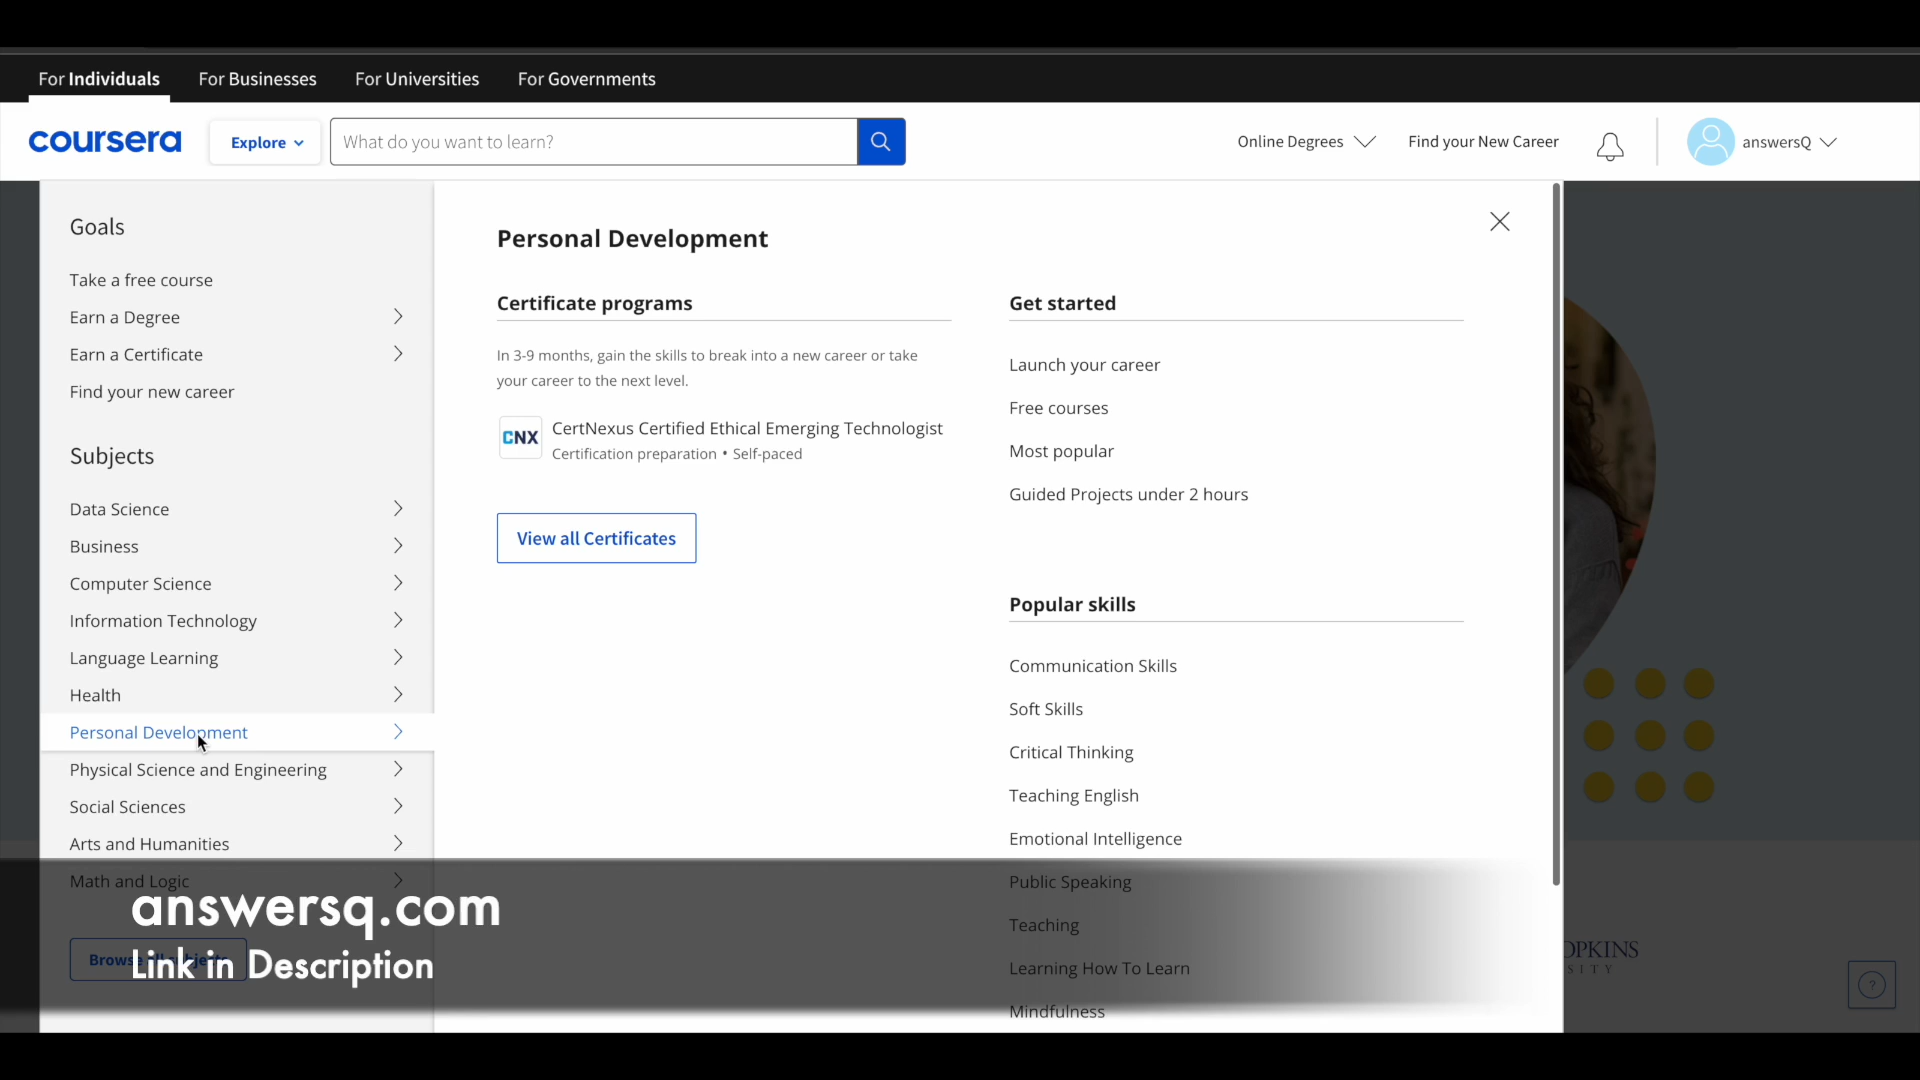 For Individuals For Businesses For Universities For Governments
coursera Explore What do you want to learn? Online Degrees Find your New Career answersQ
Goals
Take a free course
Earn a Degree
Earn a Certificate
Find your new career
Subjects
Data Science
Business
Computer Science
Information Technology
Language Learning
Health
Personal Development
Physical Science and Engineering
Social Sciences
Arts and Humanities
Math and Logic
Browse all subjects
Personal Development
Certificate programs
In 3-9 months, gain the skills to break into a new career or take
your career to the next level.
CNX
CertNexus Certified Ethical Emerging Technologist
Certification preparation • Self-paced
View all Certificates
Get started
Launch your career
Free courses
Most popular
Guided Projects under 2 hours
Popular skills
Communication Skills
Soft Skills
Critical Thinking
Teaching English
Emotional Intelligence
Public Speaking
Teaching
Learning How To Learn
Mindfulness
answersq.com
Link in Description
OPKINS
SITY
?